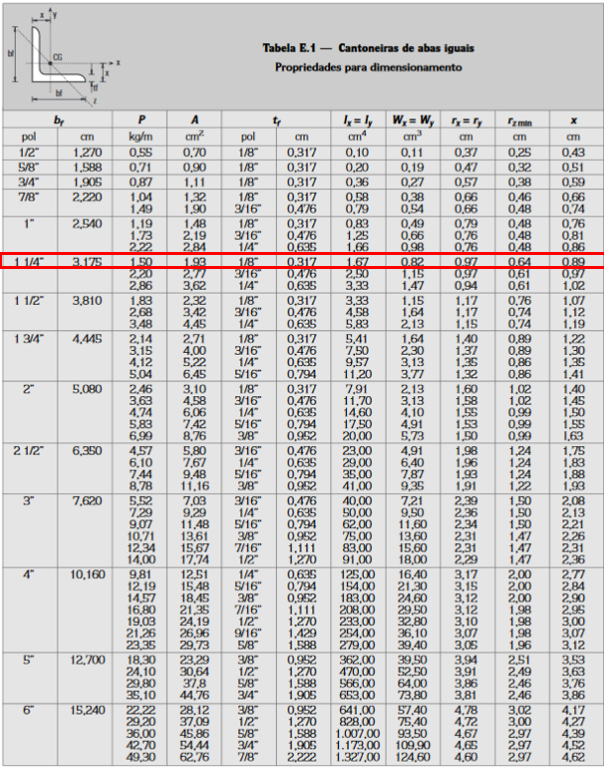 x
y
bf
CG
x
x
tf
bf
z
Tabela E.1 — Cantoneiras de abas iguais
Propriedades para dimensionamento
bf P A tf Ix = Iy Wx = Wy rx = ry rz min x
pol cm kg/m cm² pol cm cm⁴ cm³ cm cm cm
1/2" 1,270 0,55 0,70 1/8" 0,317 0,10 0,11 0,37 0,25 0,43
5/8" 1,588 0,71 0,90 1/8" 0,317 0,20 0,19 0,47 0,32 0,51
3/4" 1,905 0,87 1,11 1/8" 0,317 0,36 0,27 0,57 0,38 0,59
7/8" 2,220 1,04 1,32 1/8" 0,317 0,58 0,38 0,66 0,46 0,66
1,49 1,90 3/16" 0,476 0,79 0,54 0,66 0,48 0,74
1" 2,540 1,19 1,48 1/8" 0,317 0,83 0,49 0,79 0,48 0,76
1,73 2,19 3/16" 0,476 1,25 0,66 0,76 0,48 0,81
2,22 2,84 1/4" 0,635 1,66 0,98 0,76 0,48 0,86
1 1/4" 3,175 1,50 1,93 1/8" 0,317 1,67 0,82 0,97 0,64 0,89
2,20 2,77 3/16" 0,476 2,50 1,15 0,97 0,61 0,97
2,86 3,62 1/4" 0,635 3,33 1,47 0,94 0,61 1,02
1 1/2" 3,810 1,83 2,32 1/8" 0,317 3,33 1,15 1,17 0,76 1,07
2,68 3,42 3/16" 0,476 4,58 1,64 1,17 0,74 1,12
3,48 4,45 1/4" 0,635 5,83 2,13 1,15 0,74 1,19
1 3/4" 4,445 2,14 2,71 1/8" 0,317 5,41 1,64 1,40 0,89 1,22
3,15 4,00 3/16" 0,476 7,50 2,30 1,37 0,89 1,30
4,12 5,22 1/4" 0,635 9,57 3,13 1,35 0,86 1,35
5,04 6,45 5/16" 0,794 11,20 3,77 1,32 0,86 1,41
2" 5,080 2,46 3,10 1/8" 0,317 7,91 2,13 1,60 1,02 1,40
3,63 4,58 3/16" 0,476 11,70 3,13 1,58 1,02 1,45
4,74 6,06 1/4" 0,635 14,60 4,10 1,55 0,99 1,50
5,83 7,42 5/16" 0,794 17,50 4,91 1,53 0,99 1,55
6,99 8,76 3/8" 0,952 20,00 5,73 1,50 0,99 1,63
2 1/2" 6,350 4,57 5,80 3/16" 0,476 23,00 4,91 1,98 1,24 1,75
6,10 7,67 1/4" 0,635 29,00 6,40 1,96 1,24 1,83
7,44 9,48 5/16" 0,794 35,00 7,87 1,93 1,24 1,88
8,78 11,16 3/8" 0,952 41,00 9,35 1,91 1,22 1,93
3" 7,620 5,52 7,03 3/16" 0,476 40,00 7,21 2,39 1,50 2,08
7,29 9,29 1/4" 0,635 50,00 9,50 2,36 1,50 2,13
9,07 11,48 5/16" 0,794 62,00 11,60 2,34 1,50 2,21
10,71 13,61 3/8" 0,952 75,00 13,60 2,31 1,47 2,26
12,34 15,67 7/16" 1,111 83,00 15,60 2,31 1,47 2,31
14,00 17,74 1/2" 1,270 91,00 18,00 2,29 1,47 2,36
4" 10,160 9,81 12,51 1/4" 0,635 125,00 16,40 3,17 2,00 2,77
12,19 15,48 5/16" 0,794 154,00 21,30 3,15 2,00 2,84
14,57 18,45 3/8" 0,952 183,00 24,60 3,12 2,00 2,90
16,80 21,35 7/16" 1,111 208,00 29,50 3,12 1,98 2,95
19,03 24,19 1/2" 1,270 233,00 32,80 3,10 1,98 3,00
21,26 26,96 9/16" 1,429 254,00 36,10 3,07 1,98 3,07
23,35 29,73 5/8" 1,588 279,00 39,40 3,05 1,96 3,12
5" 12,700 18,30 23,29 3/8" 0,952 362,00 39,50 3,94 2,51 3,53
24,10 30,64 1/2" 1,270 470,00 52,50 3,91 2,49 3,63
29,80 37,8 5/8" 1,588 566,00 64,00 3,86 2,46 3,76
35,10 44,76 3/4" 1,905 653,00 73,80 3,81 2,46 3,86
6" 15,240 22,22 28,12 3/8" 0,952 641,00 57,40 4,78 3,02 4,17
29,20 37,09 1/2" 1,270 828,00 75,40 4,72 3,00 4,27
36,00 45,86 5/8" 1,588 1.007,00 93,50 4,67 2,97 4,39
42,70 54,44 3/4" 1,905 1.173,00 109,90 4,65 2,97 4,52
49,30 62,76 7/8" 2,222 1.327,00 124,60 4,60 2,97 4,62